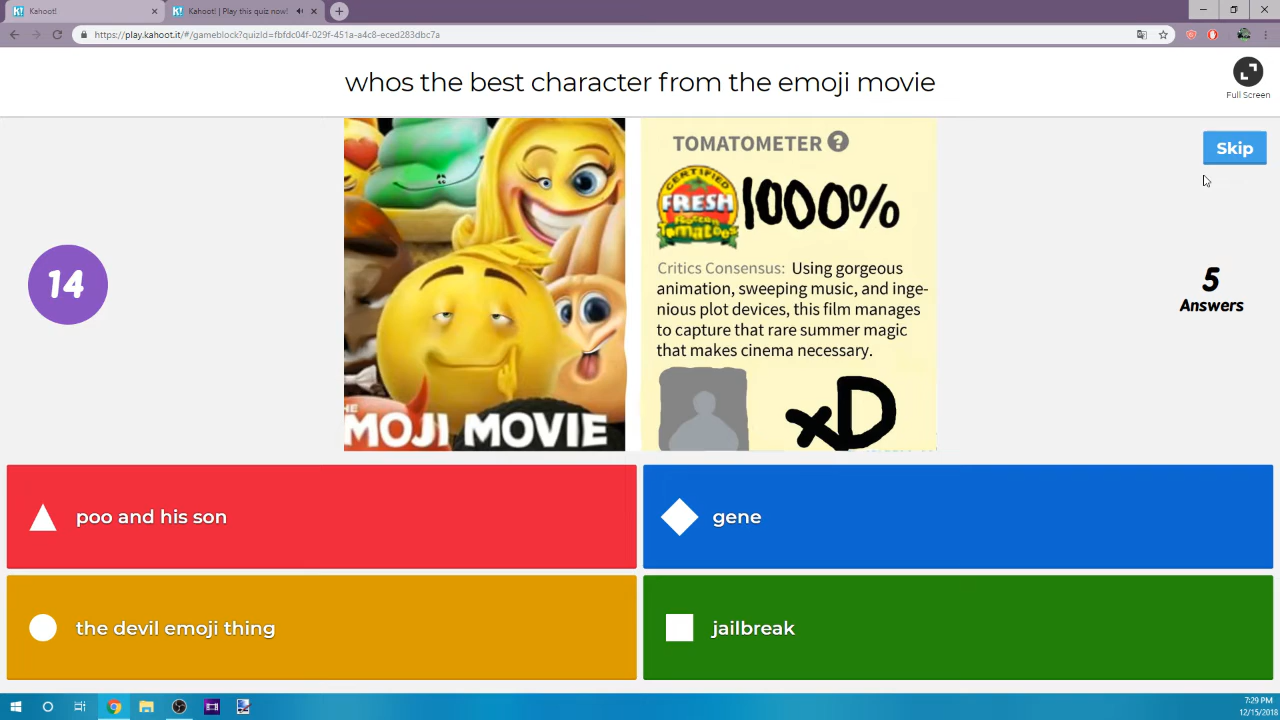 Kahoot!
Kahoot! | Play this quiz now!
https://play.kahoot.it/#/gameblock?quizId=fbfdc04f-029f-451a-a4c8-eced283dbc7a
whos the best character from the emoji movie
Full Screen
Skip
14
5
Answers
MOJI MOVIE
TOMATOMETER ?
CERTIFIED
FRESH
Tomatoes
1000%
Critics Consensus: Using gorgeous
animation, sweeping music, and inge-
nious plot devices, this film manages
to capture that rare summer magic
that makes cinema necessary.
xD
poo and his son
gene
the devil emoji thing
jailbreak
7:29 PM
12/15/2018